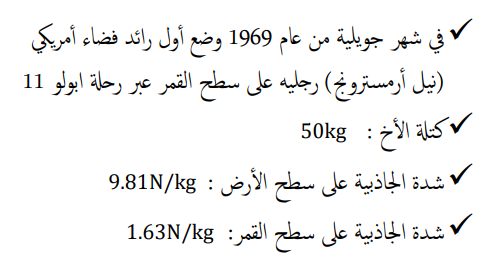 ✓ في شهر جويلية من عام 1969 وضع أول رائد فضاء أمريكي
(نيل أرمسترونج) رجليه على سطح القمر عبر رحلة ابولو 11
✓ كتلة الأخ : 50kg
✓ شدة الجاذبية على سطح الأرض : 9.81N/kg
✓ شدة الجاذبية على سطح القمر: 1.63N/kg